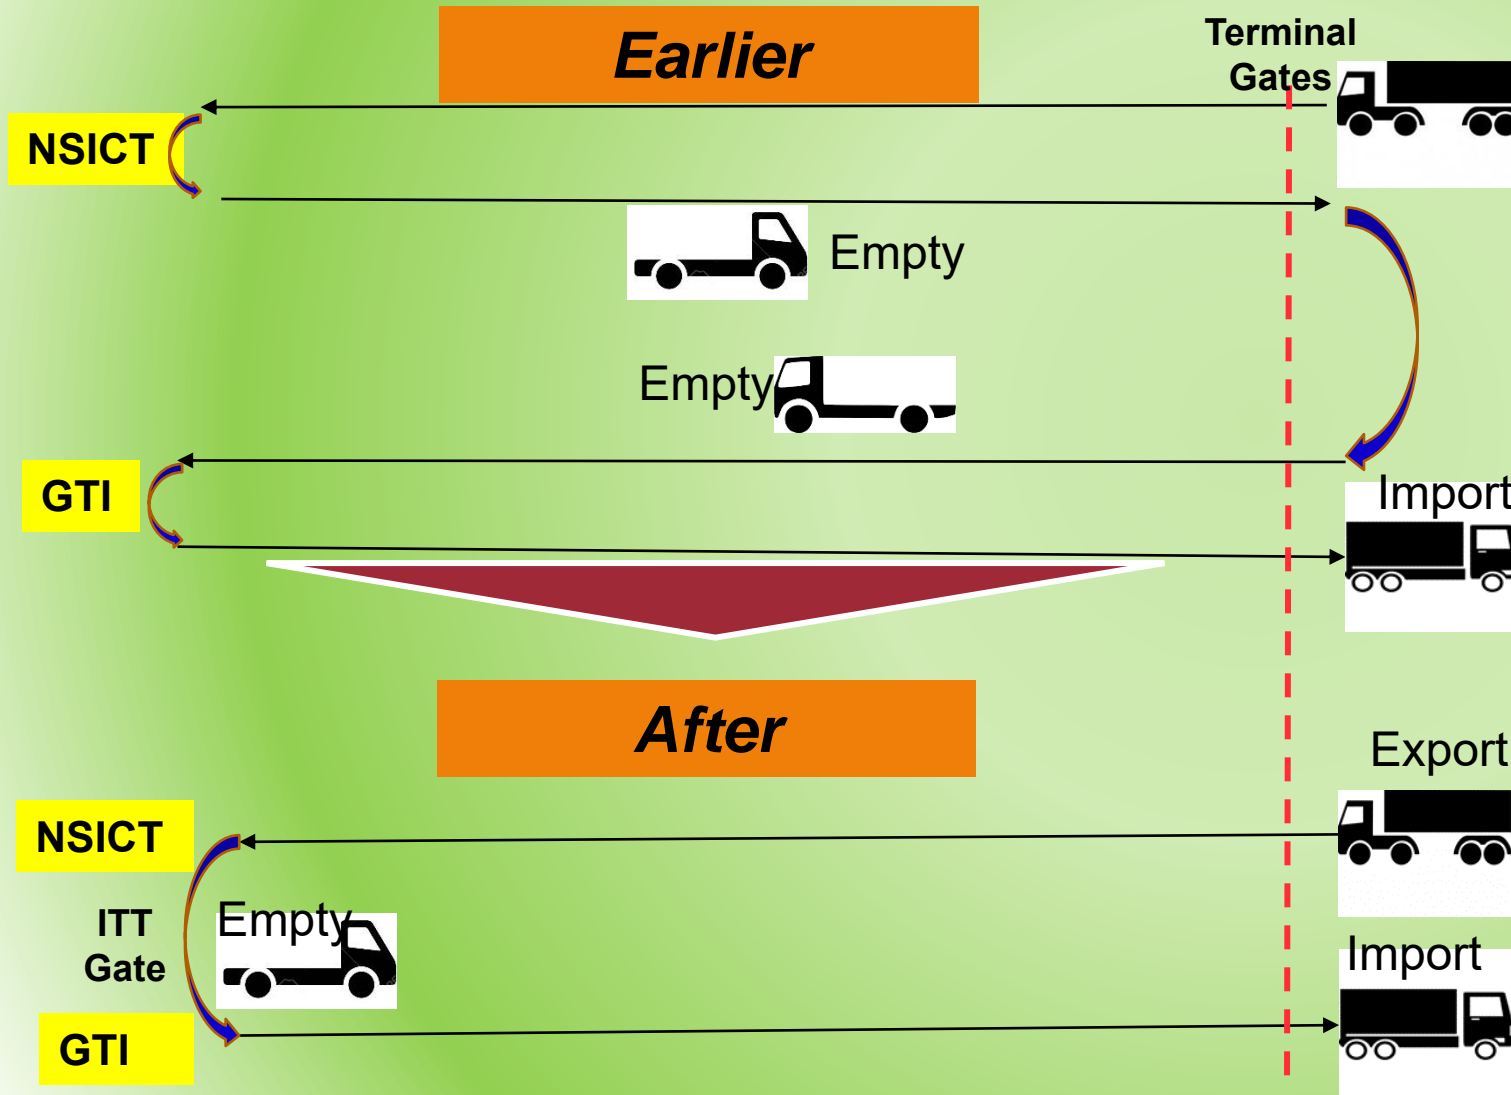 Earlier
Terminal
Gates
NSICT
Empty
Empty
GTI
Import
After
Export
NSICT
ITT
Gate
Empty
Import
GTI